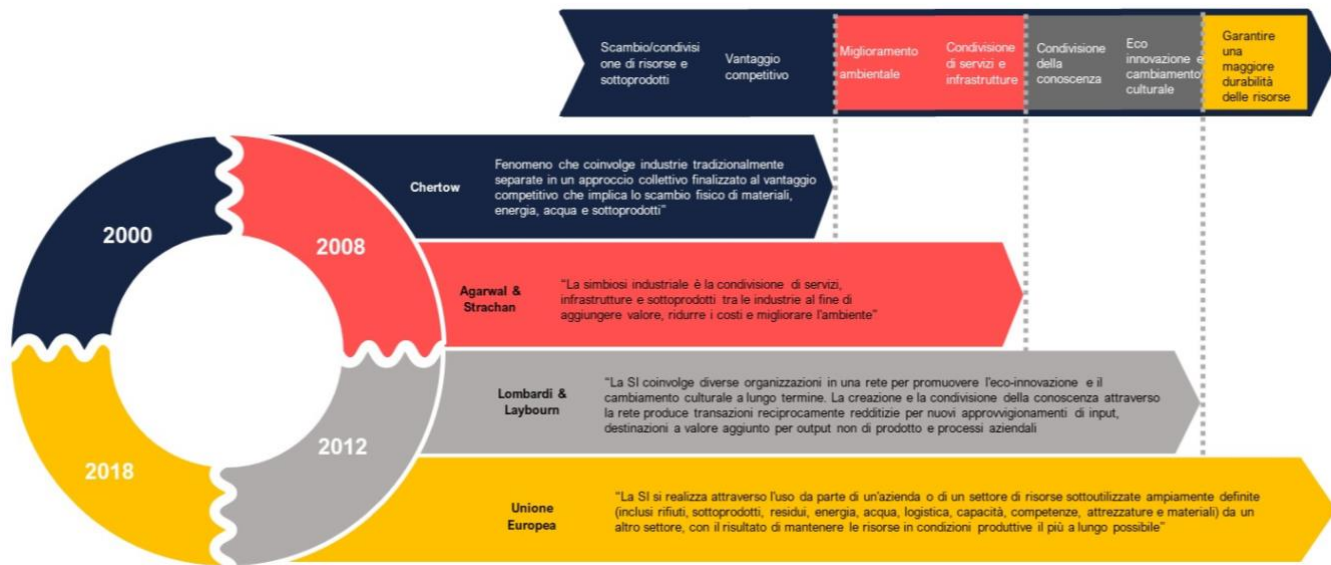 Scambio/condivisi
one di risorse e
sottoprodotti
Vantaggio
competitivo
Miglioramento
ambientale
Condivisione
di servizi e
infrastrutture
Condivisione
della
conoscenza
Eco
innovazione e
cambiamento
culturale
Garantire
una
maggiore
durabilità
delle risorse
2000
2008
2012
2018
Chertow
Fenomeno che coinvolge industrie tradizionalmente
separate in un approccio collettivo finalizzato al vantaggio
competitivo che implica lo scambio fisico di materiali,
energia, acqua e sottoprodotti"
Agarwal &
Strachan
"La simbiosi industriale è la condivisione di servizi,
infrastrutture e sottoprodotti tra le industrie al fine di
aggiungere valore, ridurre i costi e migliorare l'ambiente"
Lombardi &
Laybourn
"La SI coinvolge diverse organizzazioni in una rete per promuovere l'eco-innovazione e il
cambiamento culturale a lungo termine. La creazione e la condivisione della conoscenza attraverso
la rete produce transazioni reciprocamente redditizie per nuovi approvvigionamenti di input,
destinazioni a valore aggiunto per output non di prodotto e processi aziendali
Unione
Europea
"La SI si realizza attraverso l'uso da parte di un'azienda o di un settore di risorse sottoutilizzate ampiamente definite
(inclusi rifiuti, sottoprodotti, residui, energia, acqua, logistica, capacità, competenze, attrezzature e materiali) da un
altro settore, con il risultato di mantenere le risorse in condizioni produttive il più a lungo possibile"